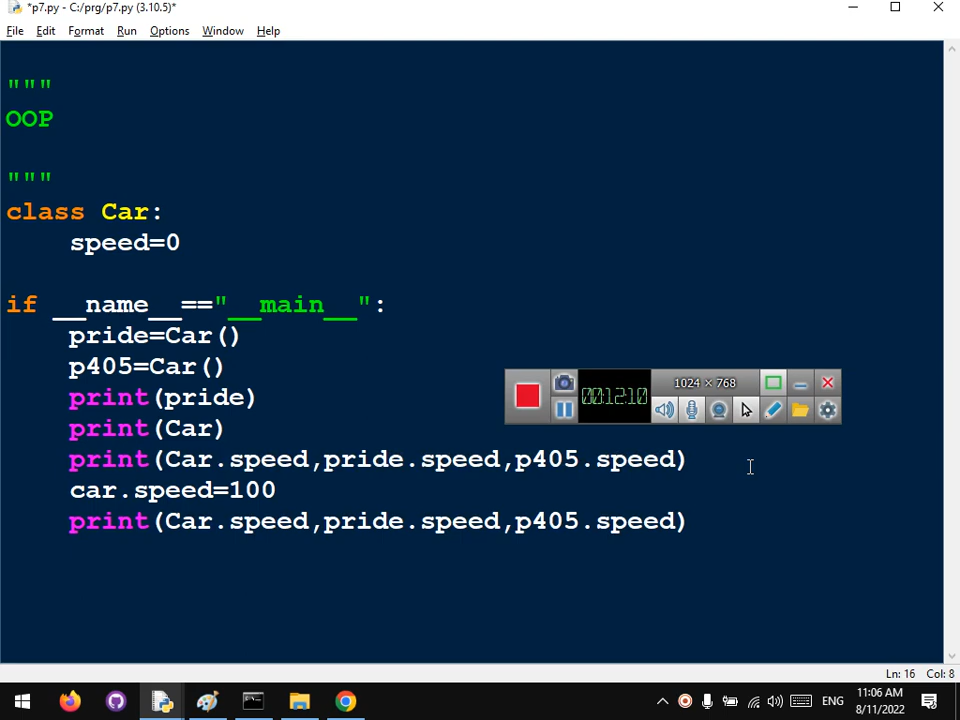 *p7.py - C:/prg/p7.py (3.10.5)*
File Edit Format Run Options Window Help
"""
OOP
"""
class Car:
    speed=0
if __name__=="__main__":
    pride=Car()
    p405=Car()
    print(pride)
    print(Car)
    print(Car.speed,pride.speed,p405.speed)
    car.speed=100
    print(Car.speed,pride.speed,p405.speed)
1024 × 768
00:12:10
Ln: 16 Col: 8
ENG
11:06 AM
8/11/2022